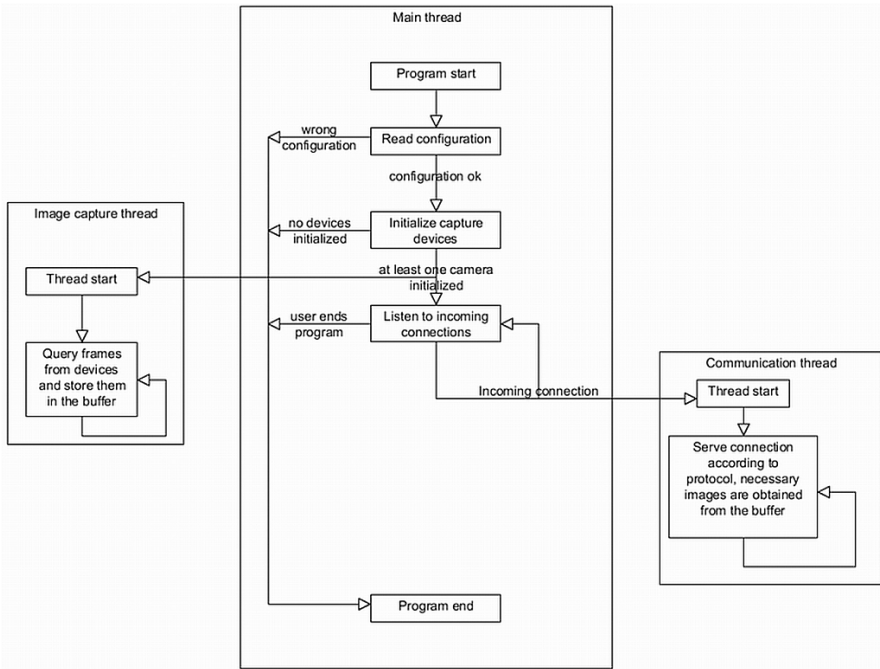 Main thread
Program start
wrong
configuration
Read configuration
configuration ok
Image capture thread
no devices
initialized
Initialize capture
devices
Thread start
at least one camera
initialized
user ends
program
Listen to incoming
connections
Query frames
from devices
and store them
in the buffer
Incoming connection
Communication thread
Thread start
Serve connection
according to
protocol, necessary
images are obtained
from the buffer
Program end